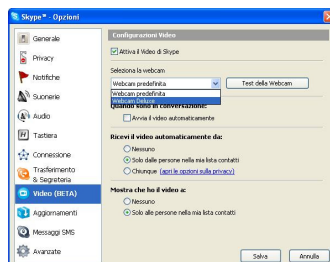 Skype™ - Opzioni
Generale
Privacy
Notifiche
Suonerie
Audio
Tastiera
Connessione
Trasferimento
& Segreteria
Video (BETA)
Aggiornamenti
Messaggi SMS
Avanzate
Configurazioni Video
Attiva il Video di Skype
Seleziona la webcam
Webcam predefinita
Test della Webcam
Webcam predefinita
Webcam Deluxe
Quando sono in conversazione:
Avvia il video automaticamente
Ricevi il video automaticamente da:
Nessuno
Solo dalle persone nella mia lista contatti
Chiunque (apri le opzioni sulla privacy)
Mostra che ho il video a:
Nessuno
Solo alle persone nella mia lista contatti
Salva
Annulla